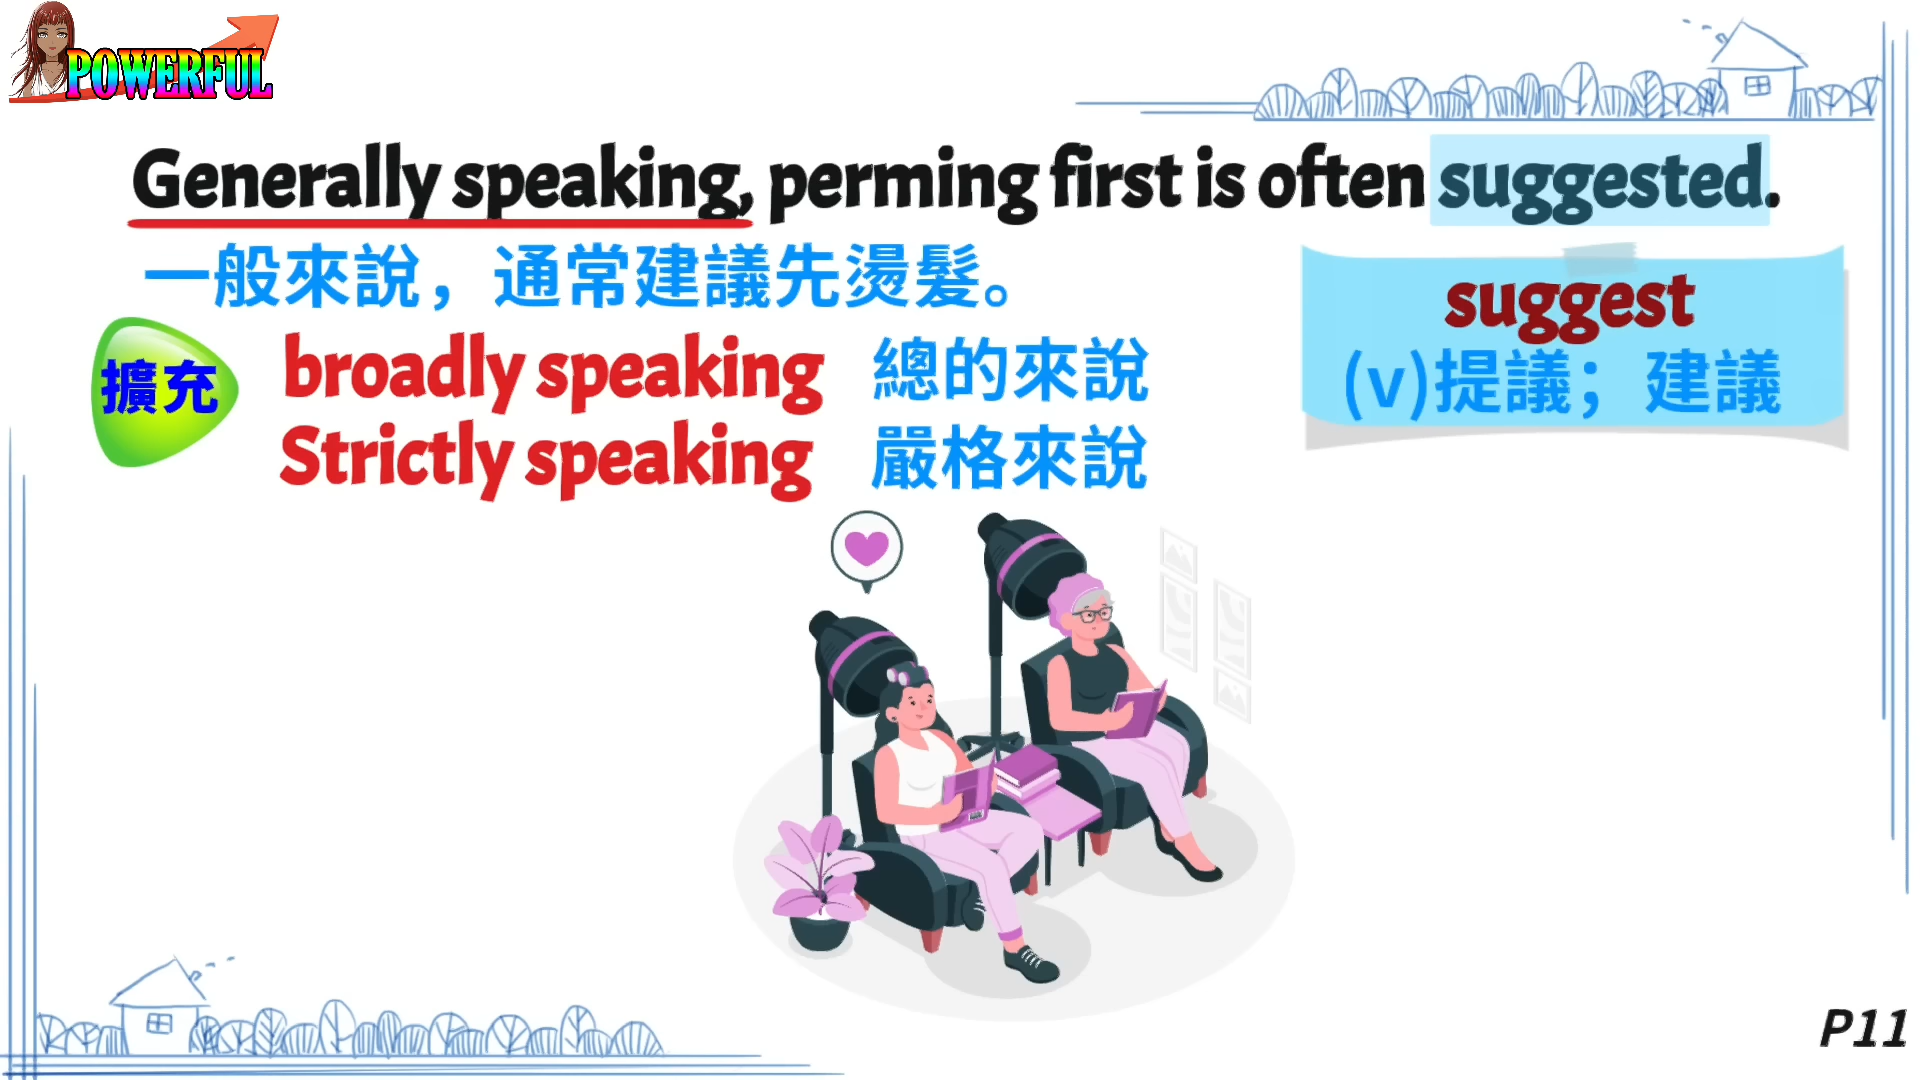 POWERFUL
Generally speaking, perming first is often suggested.
一般來說，通常建議先燙髮。
suggest
(v)提議；建議
擴充
broadly speaking 總的來說
Strictly speaking 嚴格來說
P11